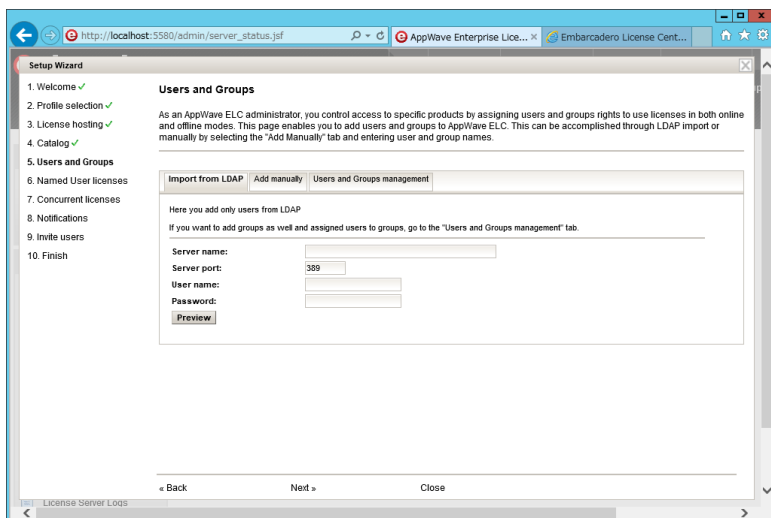 http://localhost:5580/admin/server_status.jsf
AppWave Enterprise Lice...
Embarcadero License Cent...
Setup Wizard
1. Welcome ✓
2. Profile selection ✓
3. License hosting ✓
4. Catalog ✓
5. Users and Groups
6. Named User licenses
7. Concurrent licenses
8. Notifications
9. Invite users
10. Finish
Users and Groups
As an AppWave ELC administrator, you control access to specific products by assigning users and groups rights to use licenses in both online
and offline modes. This page enables you to add users and groups to AppWave ELC. This can be accomplished through LDAP import or
manually by selecting the "Add Manually" tab and entering user and group names.
Import from LDAP Add manually Users and Groups management
Here you add only users from LDAP
If you want to add groups as well and assigned users to groups, go to the "Users and Groups management" tab.
Server name:
Server port: 389
User name:
Password:
Preview
« Back Next » Close
License Server Logs